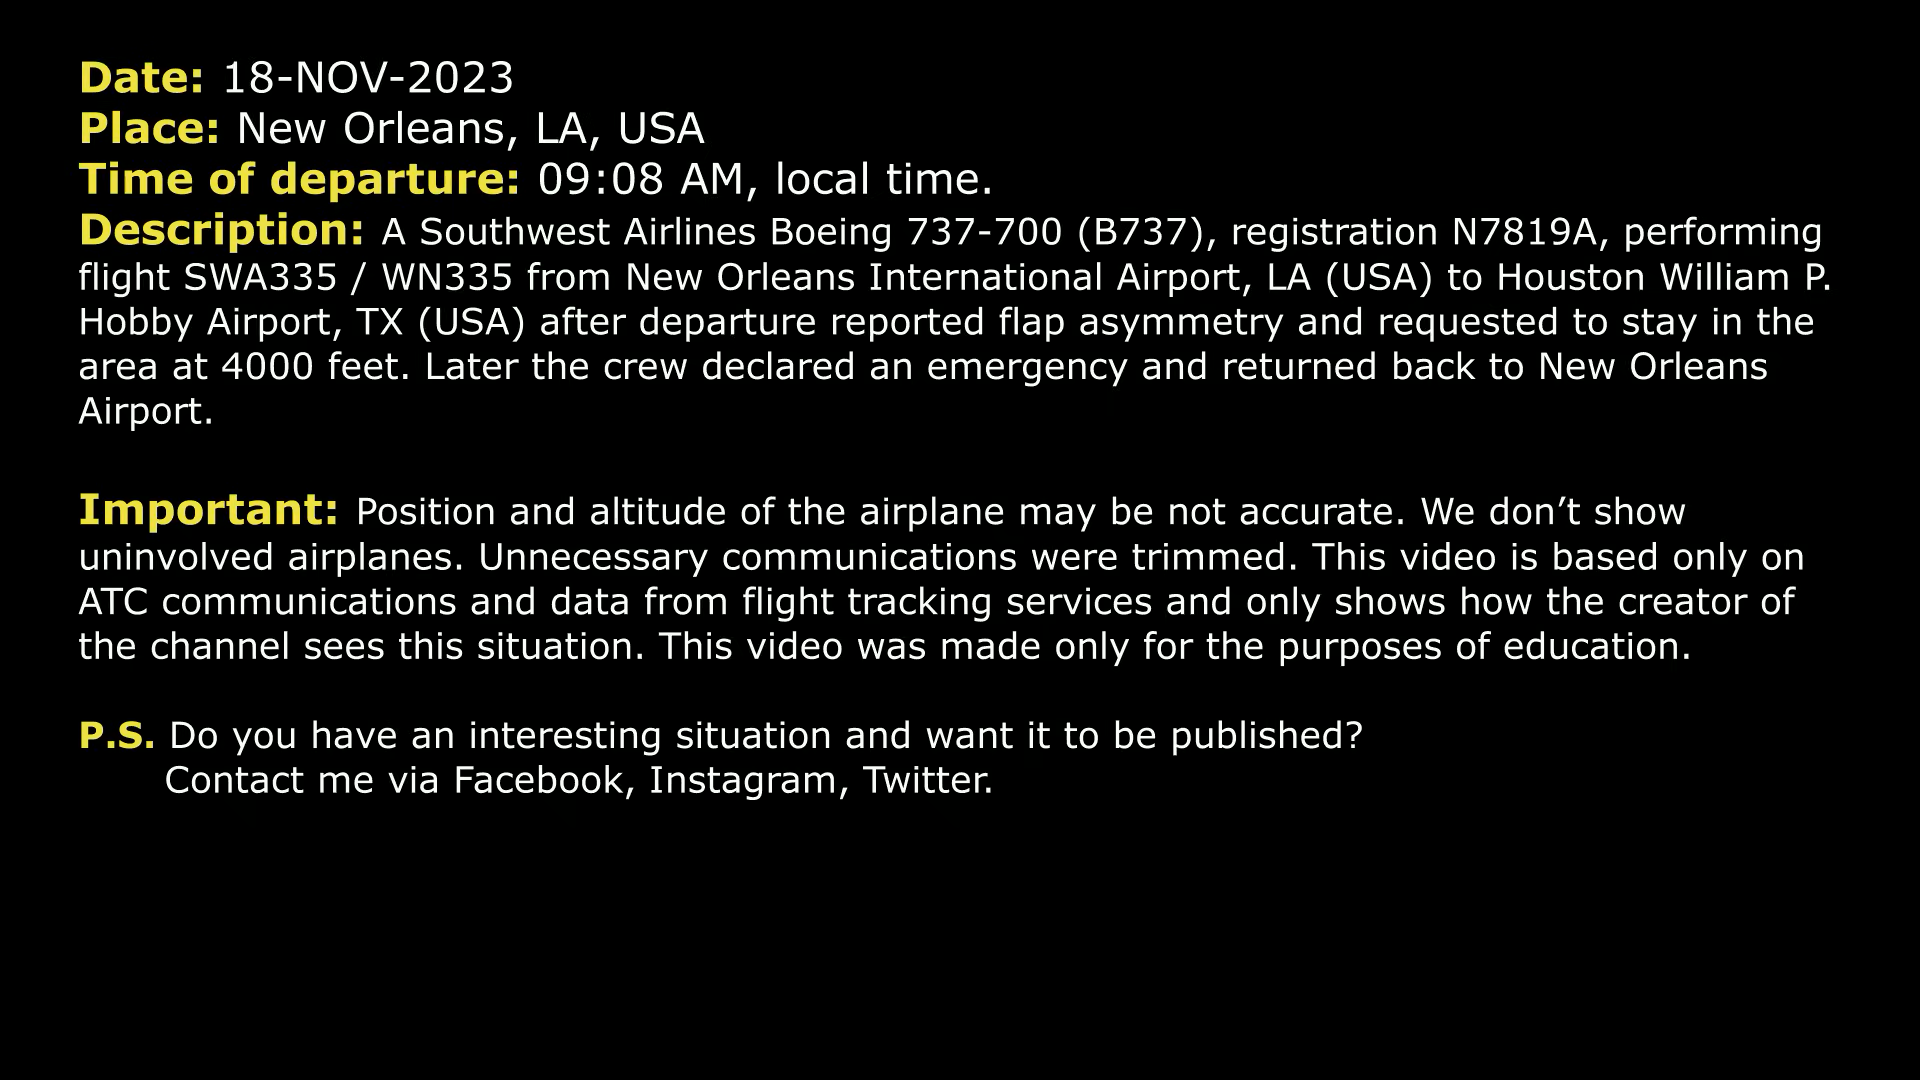 Date: 18-NOV-2023
Place: New Orleans, LA, USA
Time of departure: 09:08 AM, local time.
Description: A Southwest Airlines Boeing 737-700 (B737), registration N7819A, performing
flight SWA335 / WN335 from New Orleans International Airport, LA (USA) to Houston William P.
Hobby Airport, TX (USA) after departure reported flap asymmetry and requested to stay in the
area at 4000 feet. Later the crew declared an emergency and returned back to New Orleans
Airport.
Important: Position and altitude of the airplane may be not accurate. We don’t show
uninvolved airplanes. Unnecessary communications were trimmed. This video is based only on
ATC communications and data from flight tracking services and only shows how the creator of
the channel sees this situation. This video was made only for the purposes of education.
P.S. Do you have an interesting situation and want it to be published?
Contact me via Facebook, Instagram, Twitter.